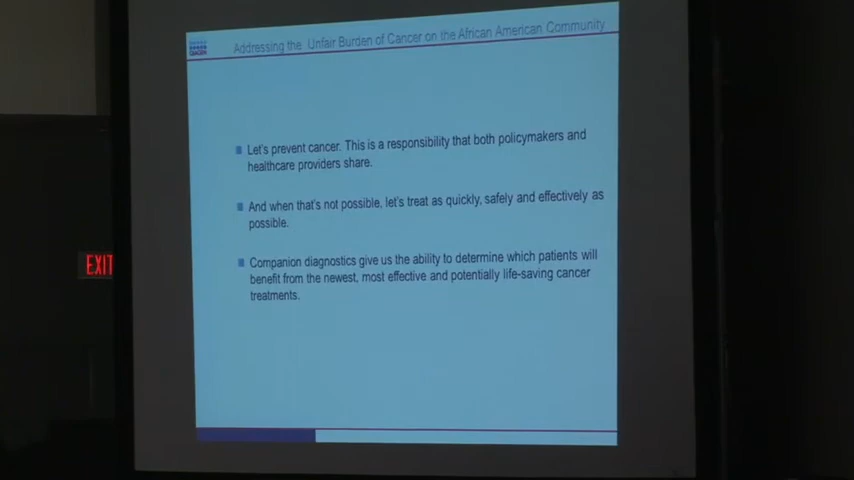 Addressing the Unfair Burden of Cancer on the African American Community
Let's prevent cancer. This is a responsibility that both policymakers and
healthcare providers share.
And when that's not possible, let's treat as quickly, safely and effectively as
possible.
Companion diagnostics give us the ability to determine which patients will
benefit from the newest, most effective and potentially life-saving cancer
treatments.
EXIT